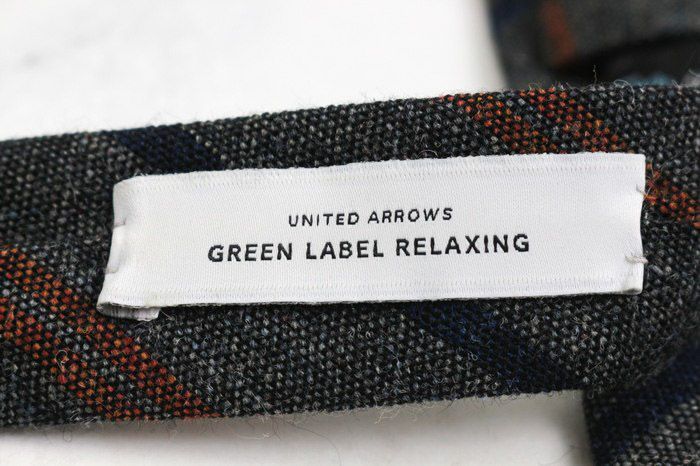 UNITED ARROWS
GREEN LABEL RELAXING